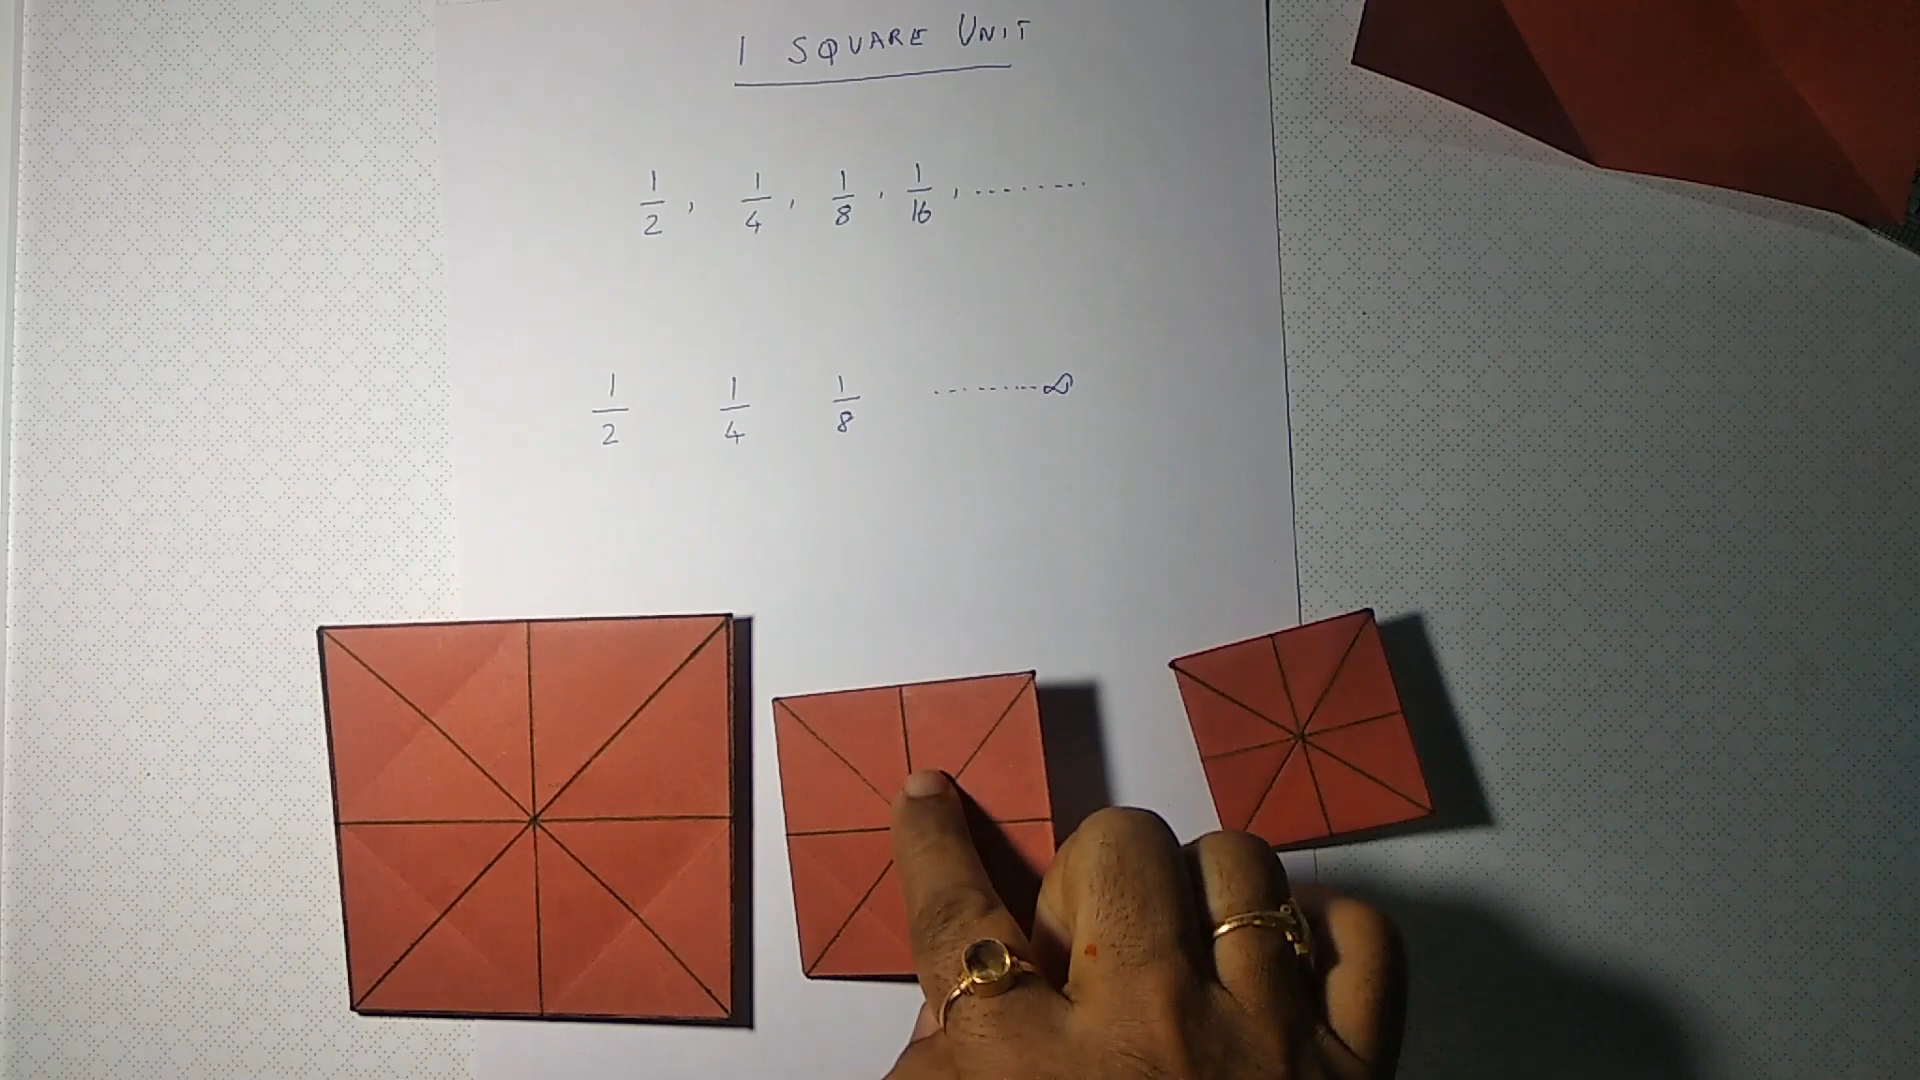 1 SQUARE UNIT
1/2, 1/4, 1/8, 1/16, ........
1/2 1/4 1/8 ........∞